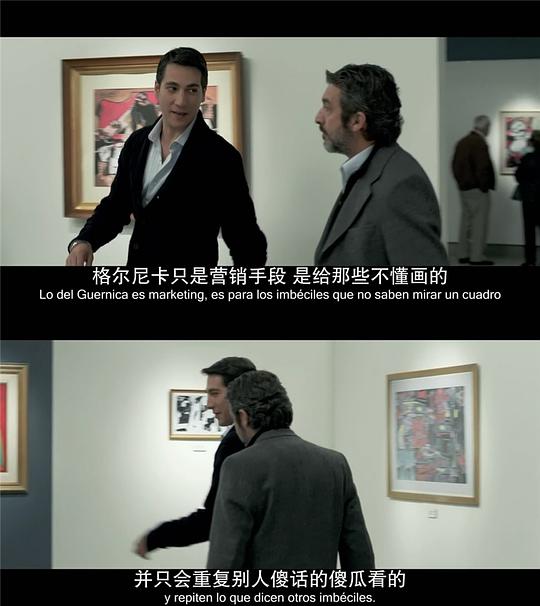 格尔尼卡只是营销手段 是给那些不懂画的
Lo del Guernica es marketing, es para los imbéciles que no saben mirar un cuadro
并只会重复别人傻话的傻瓜看的
y repiten lo que dicen otros imbéciles.